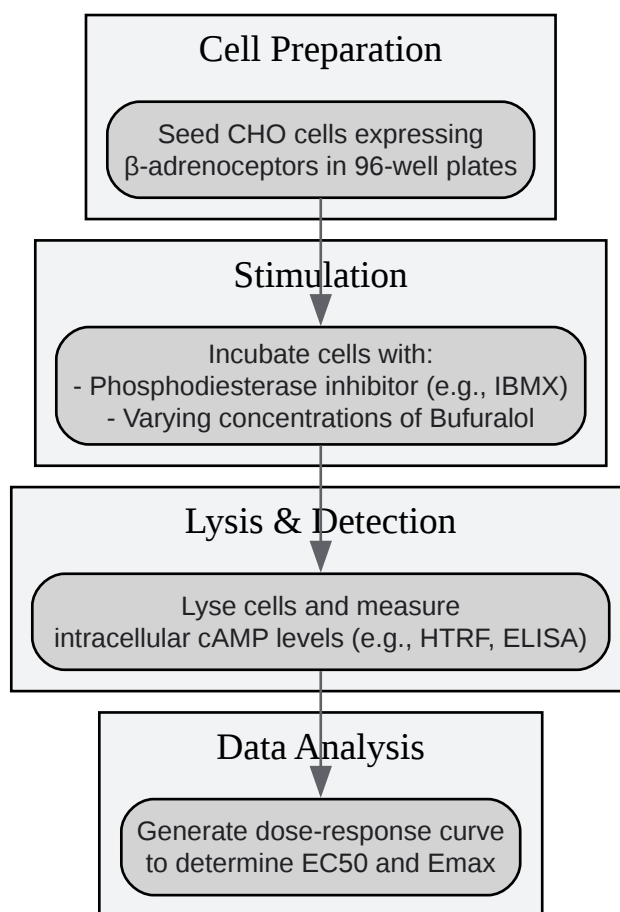 Cell Preparation
Seed CHO cells expressing
β-adrenoceptors in 96-well plates
Stimulation
Incubate cells with:
- Phosphodiesterase inhibitor (e.g., IBMX)
- Varying concentrations of Bufuralol
Lysis & Detection
Lyse cells and measure
intracellular cAMP levels (e.g., HTRF, ELISA)
Data Analysis
Generate dose-response curve
to determine EC50 and Emax